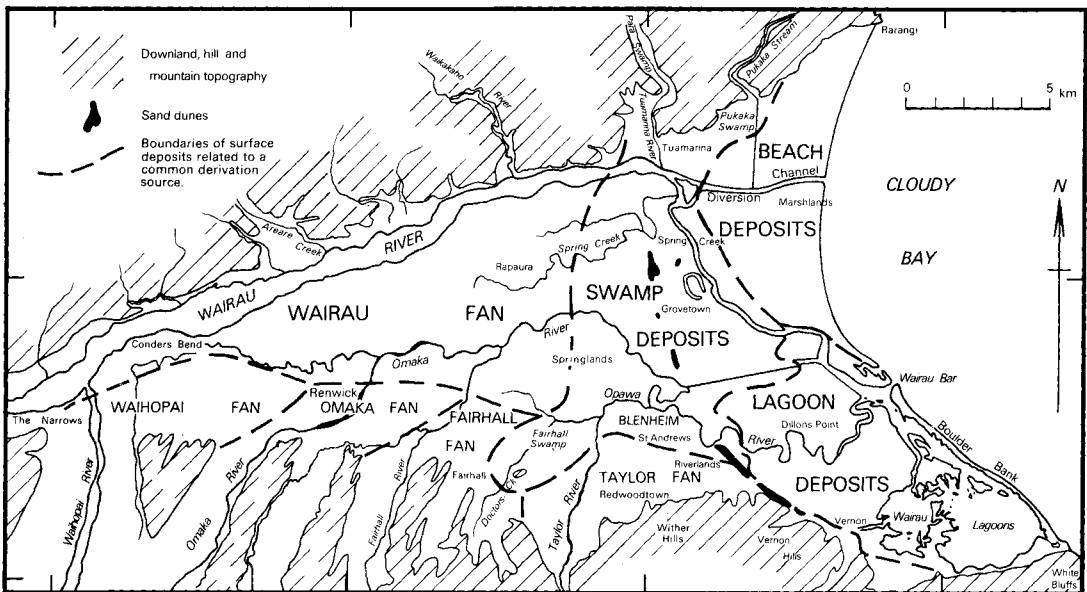 Downland, hill and
mountain topography
Sand dunes
Boundaries of surface
deposits related to a
common derivation
source.
Waikakaho
River
Para
Swamp
Tuamarina River
Pukaka Stream
Pukaka
Swamp
Tuamarina
Rarangi
0
5
km
BEACH
Channel
Diversion
Marshlands
DEPOSITS
CLOUDY
BAY
N
Areare
Creek
WAIRAU
RIVER
Rapaura
Spring Creek
Spring
Creek
WAIRAU
FAN
SWAMP
Grovetown
DEPOSITS
Conders Bend
Omaka
River
Springlands
Wairau Bar
The Narrows
WAIHOPAI
FAN
Renwick
OMAKA
FAN
FAIRHALL
FAN
Opawa
BLENHEIM
LAGOON
Dillons Point
Boulder
Bank
Fairhall
Swamp
St Andrews
River
Fairhall
Doctors Ck
TAYLOR
FAN
Riverlands
Redwoodtown
DEPOSITS
Waihopai
River
Omaka
River
Fairhall
River
Taylor
River
Wither
Hills
Vernon
Hills
Vernon
Wairau
Lagoons
White
Bluffs